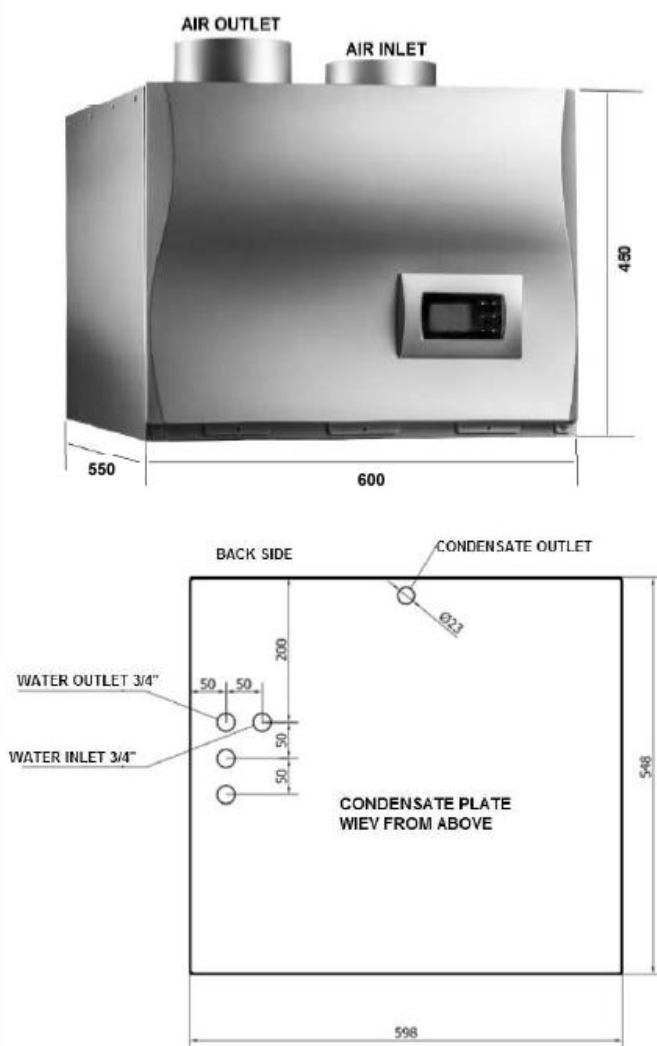 AIR OUTLET
AIR INLET
450
550
600
BACK SIDE
CONDENSATE OUTLET
Ø23
200
WATER OUTLET 3/4"
50
50
WATER INLET 3/4"
50
50
548
CONDENSATE PLATE
WIEV FROM ABOVE
598